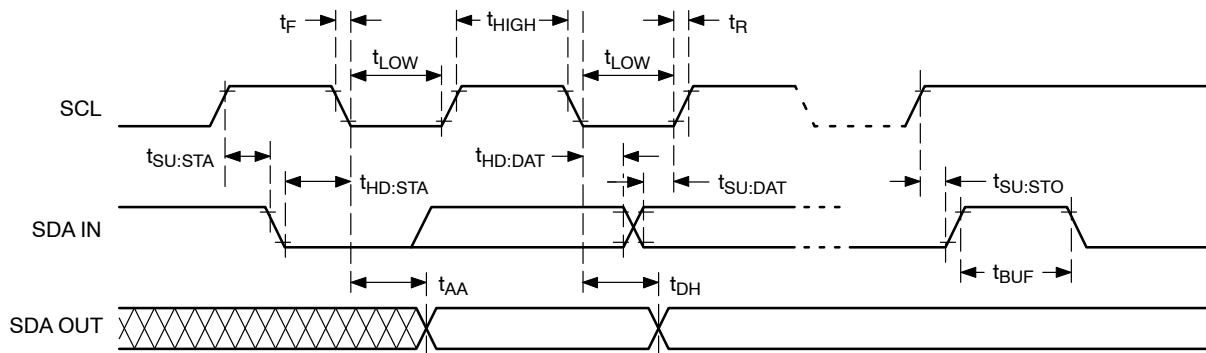 tF
tHIGH
tR
tLOW
tLOW
SCL
tSU:STA
tHD:STA
tHD:DAT
tSU:DAT
tSU:STO
SDA IN
tAA
tDH
tBUF
SDA OUT